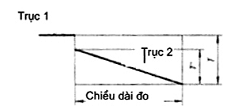 Trục 1
Trục 2
T
T
Chiều dài đo